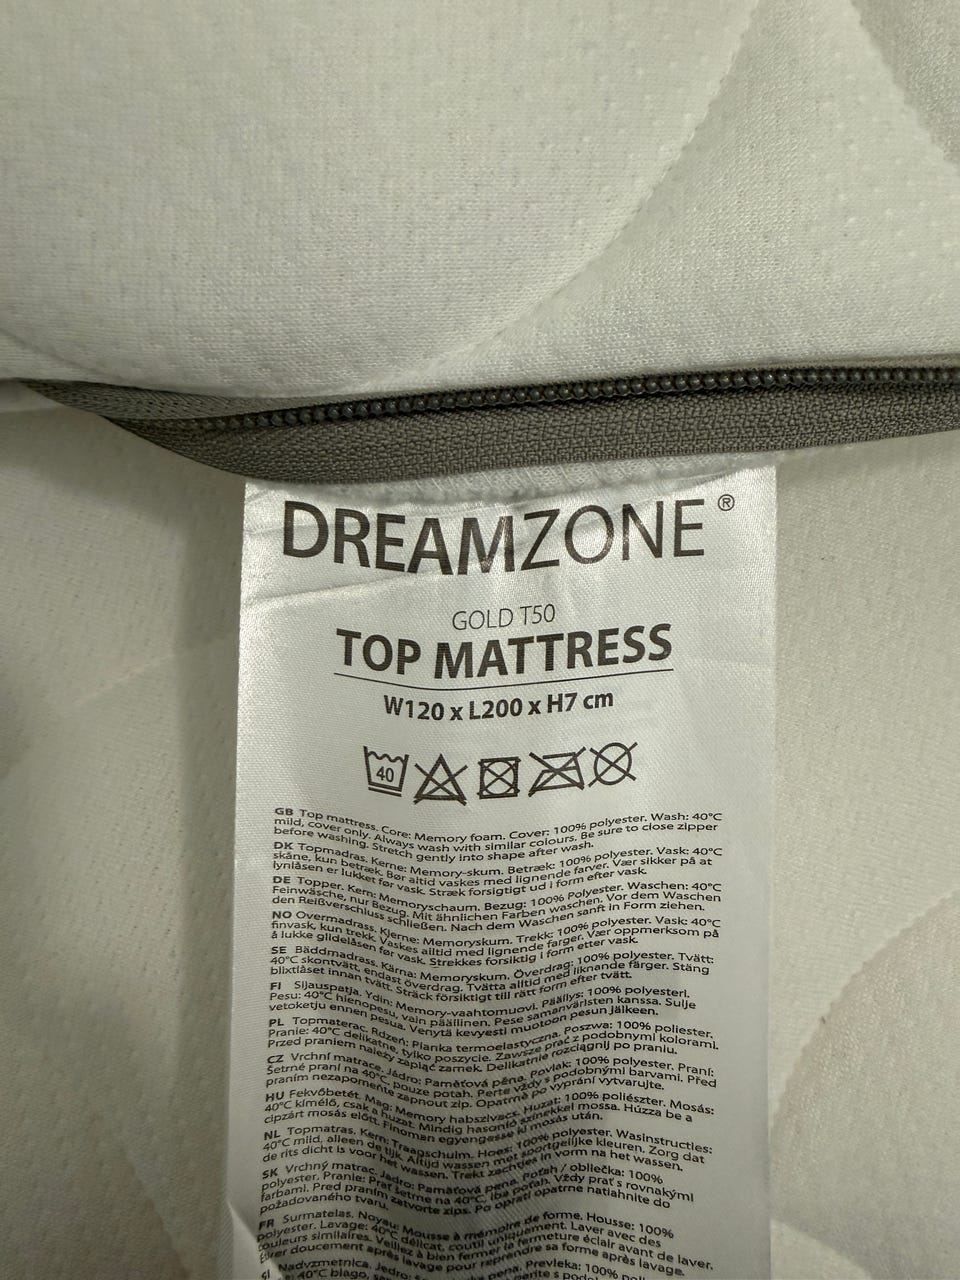 DREAMZONE®
GOLD T50
TOP MATTRESS
W120 x L200 x H7 cm
40
GB Top mattress. Core: Memory foam. Cover: 100% polyester. Wash: 40°C
mild, cover only. Always wash with similar colours. Be sure to close zipper
before washing. Stretch gently into shape after wash.
DK Topmadras. Kerne: Memory-skum. Betræk: 100% polyester. Vask: 40°C
skåne, kun betræk. Bør altid vaskes med lignende farver. Vær sikker på at
lynlåsen er lukket før vask. Stræk forsigtigt ud i form efter vask.
DE Topper. Kern: Memoryschaum. Bezug: 100% Polyester. Waschen: 40°C
Feinwäsche, nur Bezug. Mit ähnlichen Farben waschen. Vor dem Waschen
den Reißverschluss schließen. Nach dem Waschen sanft in Form ziehen.
NO Overmadrass. Kjerne: Memoryskum. Trekk: 100% polyester. Vask: 40°C
finvask, kun trekk. Vaskes alltid med lignende farger. Vær oppmerksom på
å lukke glidelåsen før vask. Strekkes forsiktig i form etter vask.
SE Bäddmadrass. Kärna: Memoryskum. Överdrag: 100% polyester. Tvätt:
40°C skontvätt, endast överdrag. Tvätta alltid med liknande färger. Stäng
blixtlåset innan tvätt. Sträck försiktigt till rätt form efter tvätt.
FI Sijauspatja. Ydin: Memory-vaahtomuovi. Päällys: 100% polyesteri.
Pesu: 40°C hienopesu, vain päällinen. Pese samanväristen kanssa. Sulje
vetoketju ennen pesua. Venytä kevyesti muotoon pesun jälkeen.
PL Topmaterac. Rdzeń: Pianka termoelastyczna. Poszwa: 100% poliester.
Pranie: 40°C delikatne, tylko poszycie. Zawsze prać z podobnymi kolorami.
Przed praniem należy zapiąć zamek. Delikatnie rozciągnij po praniu.
CZ Vrchní matrace. Jádro: Paměťová pěna. Povlak: 100% polyester. Praní:
Šetrné praní na 40°C, pouze potah. Perte vždy s podobnými barvami. Před
praním nezapomeňte zapnout zip. Opatrně po vyprání vytvarujte.
HU Fekvőbetét. Mag: Memory habszivacs. Huzat: 100% poliészter. Mosás:
40°C kímélő, csak a huzat. Mindig hasonló színekkel mossa. Húzza be a
cipzárt mosás előtt. Finoman egyengesse ki mosás után.
NL Topmatras. Kern: Traagschuim. Hoes: 100% polyester. Wasinstructies:
40°C mild, alleen de tijk. Altijd wassen met soortgelijke kleuren. Zorg dat
de rits dicht is voor het wassen. Trekt zachtjes in vorm na het wassen.
SK Vrchný matrac. Jadro: Pamäťová pena. Poťah / obliečka: 100%
polyester. Pranie: Prať šetrne na 40°C, iba poťah. Vždy prať s rovnakými
farbami. Pred praním zatvorte zips. Po opratí opatrne natiahnite do
požadovaného tvaru.
FR Surmatelas. Noyau: Mousse à mémoire de forme. Housse: 100%
polyester. Lavage: 40°C délicat, coutil uniquement. Laver avec des
couleurs similaires. Veillez à bien fermer la fermeture éclair avant de laver.
Étirer doucement après lavage pour reprendre sa forme après lavage.
SI Nadvzmetnica. Jedro: pena. Prevleka: 100%
40°C blago,